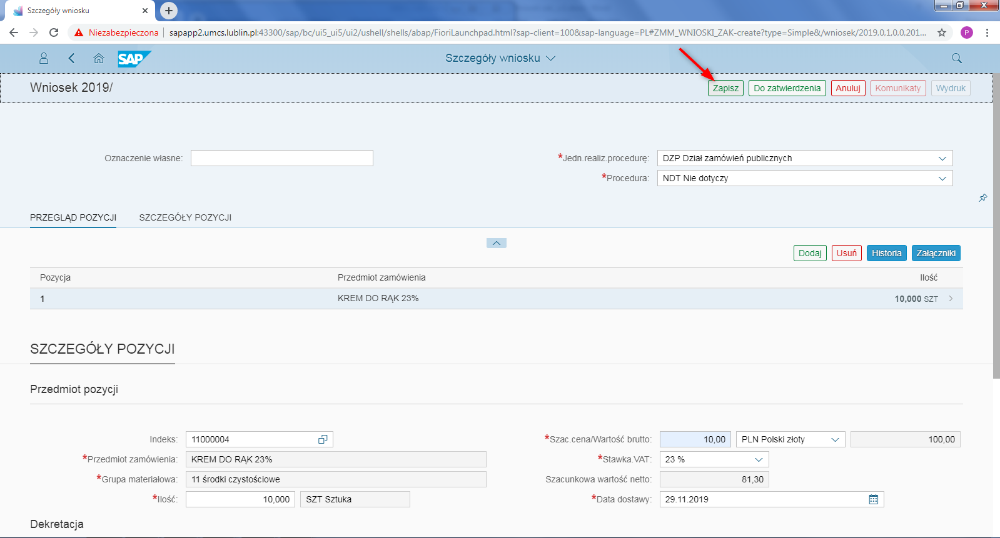 Szczegóły wniosku
Niezabezpieczona sapapp2.umcs.lublin.pl:43300/sap/bc/ui5_ui5/ui2/ushell/shells/abap/FioriLaunchpad.html?sap-client=100&sap-language=PL#ZMM_WNIOSKI_ZAK-create?type=Simple&/wniosek/2019,0,1,0,0,201... P
SAP Szczegóły wniosku
Wniosek 2019/ Zapisz Do zatwierdzenia Anuluj Komunikaty Wydruk
Oznaczenie własne: *Jedn.realiz.procedurę: DZP Dział zamówień publicznych
*Procedura: NDT Nie dotyczy
PRZEGLĄD POZYCJI SZCZEGÓŁY POZYCJI
Dodaj Usuń Historia Załączniki
Pozycja Przedmiot zamówienia Ilość
1 KREM DO RĄK 23% 10,000 SZT
SZCZEGÓŁY POZYCJI
Przedmiot pozycji
Indeks: 11000004 *Szac.cena/Wartość brutto: 10,00 PLN Polski złoty 100,00
*Przedmiot zamówienia: KREM DO RĄK 23% *Stawka.VAT: 23 %
*Grupa materiałowa: 11 środki czystościowe Szacunkowa wartość netto: 81,30
*Ilość: 10,000 SZT Sztuka *Data dostawy: 29.11.2019
Dekretacja